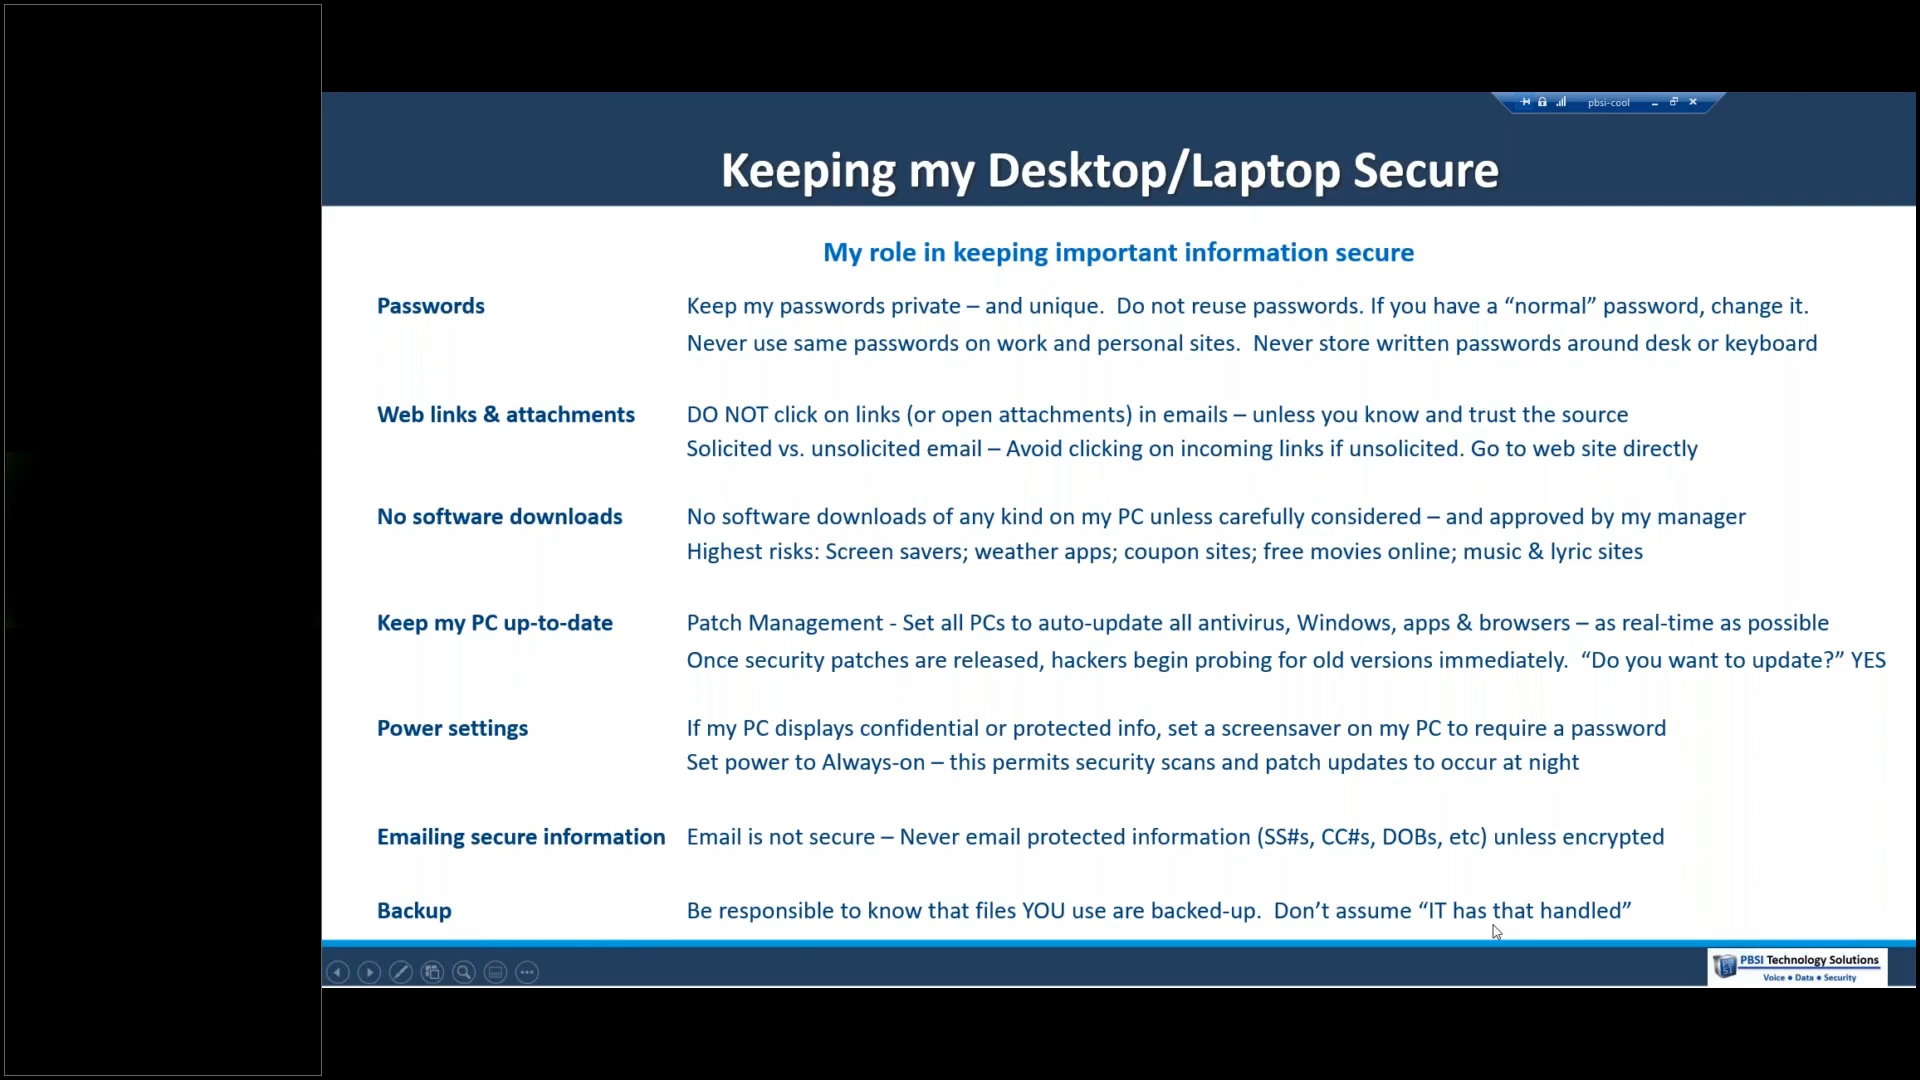 pbsi-cool
Keeping my Desktop/Laptop Secure
My role in keeping important information secure
Passwords Keep my passwords private – and unique.  Do not reuse passwords. If you have a “normal” password, change it.
Never use same passwords on work and personal sites.  Never store written passwords around desk or keyboard
Web links & attachments DO NOT click on links (or open attachments) in emails – unless you know and trust the source
Solicited vs. unsolicited email – Avoid clicking on incoming links if unsolicited. Go to web site directly
No software downloads No software downloads of any kind on my PC unless carefully considered – and approved by my manager
Highest risks: Screen savers; weather apps; coupon sites; free movies online; music & lyric sites
Keep my PC up-to-date Patch Management - Set all PCs to auto-update all antivirus, Windows, apps & browsers – as real-time as possible
Once security patches are released, hackers begin probing for old versions immediately.  “Do you want to update?” YES
Power settings If my PC displays confidential or protected info, set a screensaver on my PC to require a password
Set power to Always-on – this permits security scans and patch updates to occur at night
Emailing secure information Email is not secure – Never email protected information (SS#s, CC#s, DOBs, etc) unless encrypted
Backup Be responsible to know that files YOU use are backed-up.  Don’t assume “IT has that handled”
PBSI Technology Solutions
Voice • Data • Security